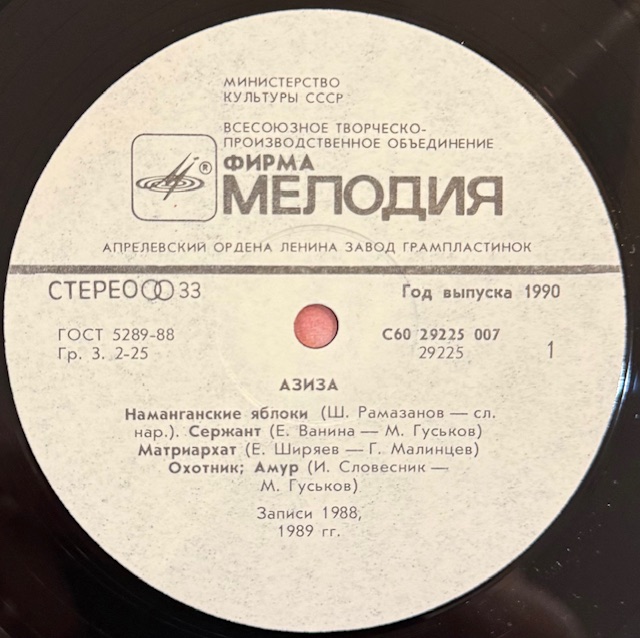 МИНИСТЕРСТВО
КУЛЬТУРЫ СССР
ВСЕСОЮЗНОЕ ТВОРЧЕСКО-
ПРОИЗВОДСТВЕННОЕ ОБЪЕДИНЕНИЕ
®
ФИРМА
МЕЛОДИЯ
АПРЕЛЕВСКИЙ ОРДЕНА ЛЕНИНА ЗАВОД ГРАМПЛАСТИНОК
СТЕРЕО 33 Год выпуска 1990
ГОСТ 5289-88 С60 29225 007
Гр. 3. 2-25 29225 1
АЗИЗА
Наманганские яблоки (Ш. Рамазанов — сл.
нар.). Сержант (Е. Ванина — М. Гуськов)
Матриархат (Е. Ширяев — Г. Малинцев)
Охотник; Амур (И. Словесник —
М. Гуськов)
Записи 1988,
1989 гг.